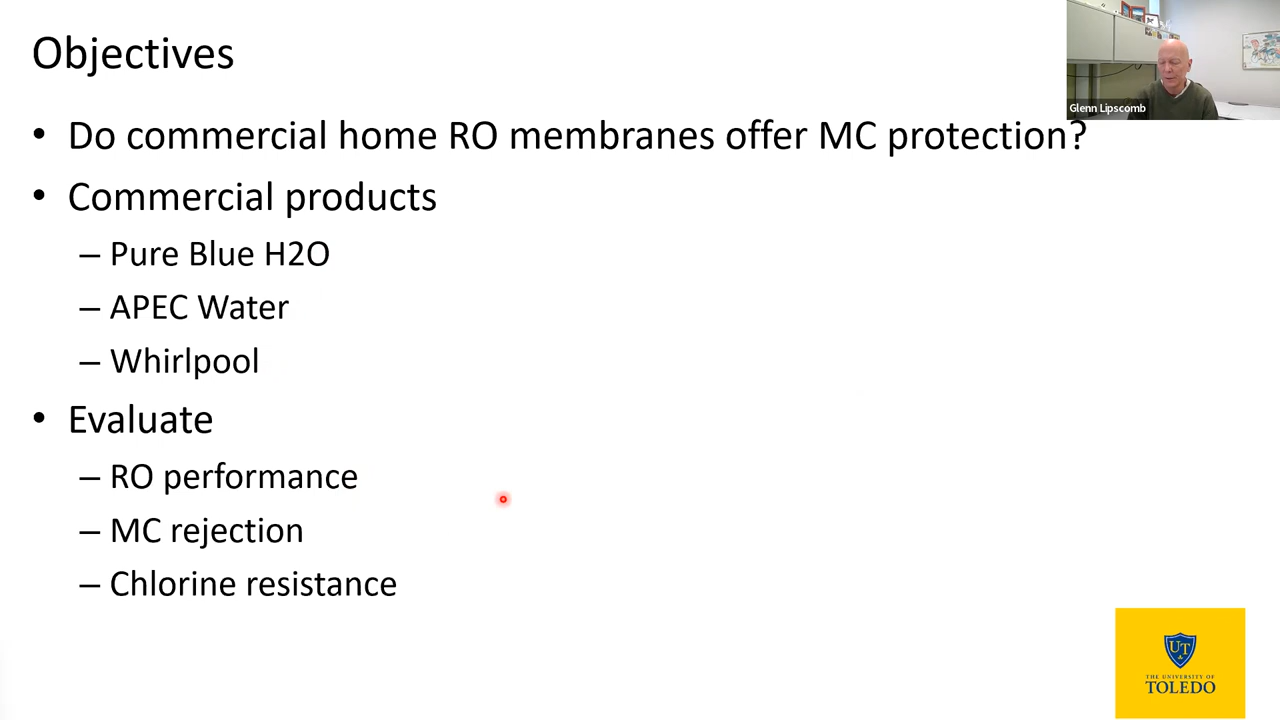 Objectives
Glenn Lipscomb
• Do commercial home RO membranes offer MC protection?
• Commercial products
– Pure Blue H2O
– APEC Water
– Whirlpool
• Evaluate
– RO performance
– MC rejection
– Chlorine resistance
UT
THE UNIVERSITY OF
TOLEDO